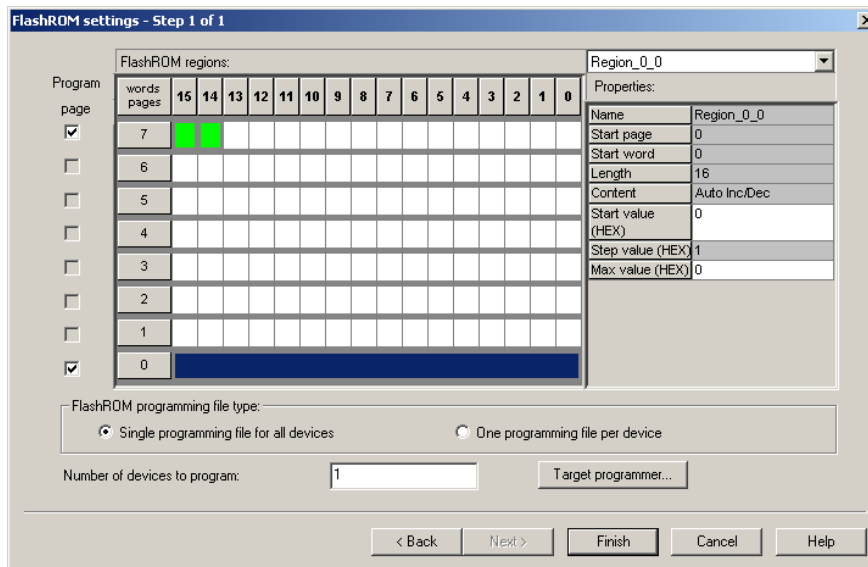 FlashROM settings - Step 1 of 1
FlashROM regions:
Region_0_0
Program page
words pages 15 14 13 12 11 10 9 8 7 6 5 4 3 2 1 0
Properties:
7
6
5
4
3
2
1
0
Name Region_0_0
Start page 0
Start word 0
Length 16
Content Auto Inc/Dec
Start value (HEX) 0
Step value (HEX) 1
Max value (HEX) 0
FlashROM programming file type:
Single programming file for all devices One programming file per device
Number of devices to program: 1 Target programmer...
< Back Next > Finish Cancel Help